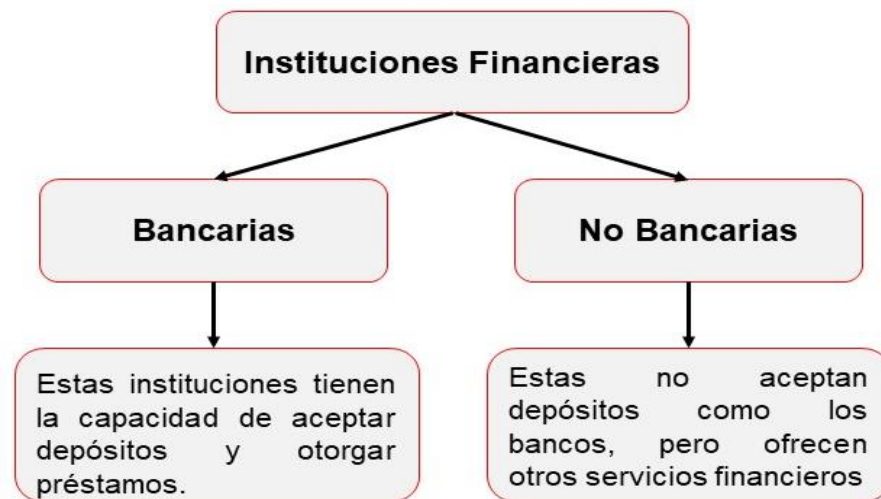 Instituciones Financieras
Bancarias
No Bancarias
Estas instituciones tienen
la capacidad de aceptar
depósitos y otorgar
préstamos.
Estas no aceptan
depósitos como los
bancos, pero ofrecen
otros servicios financieros